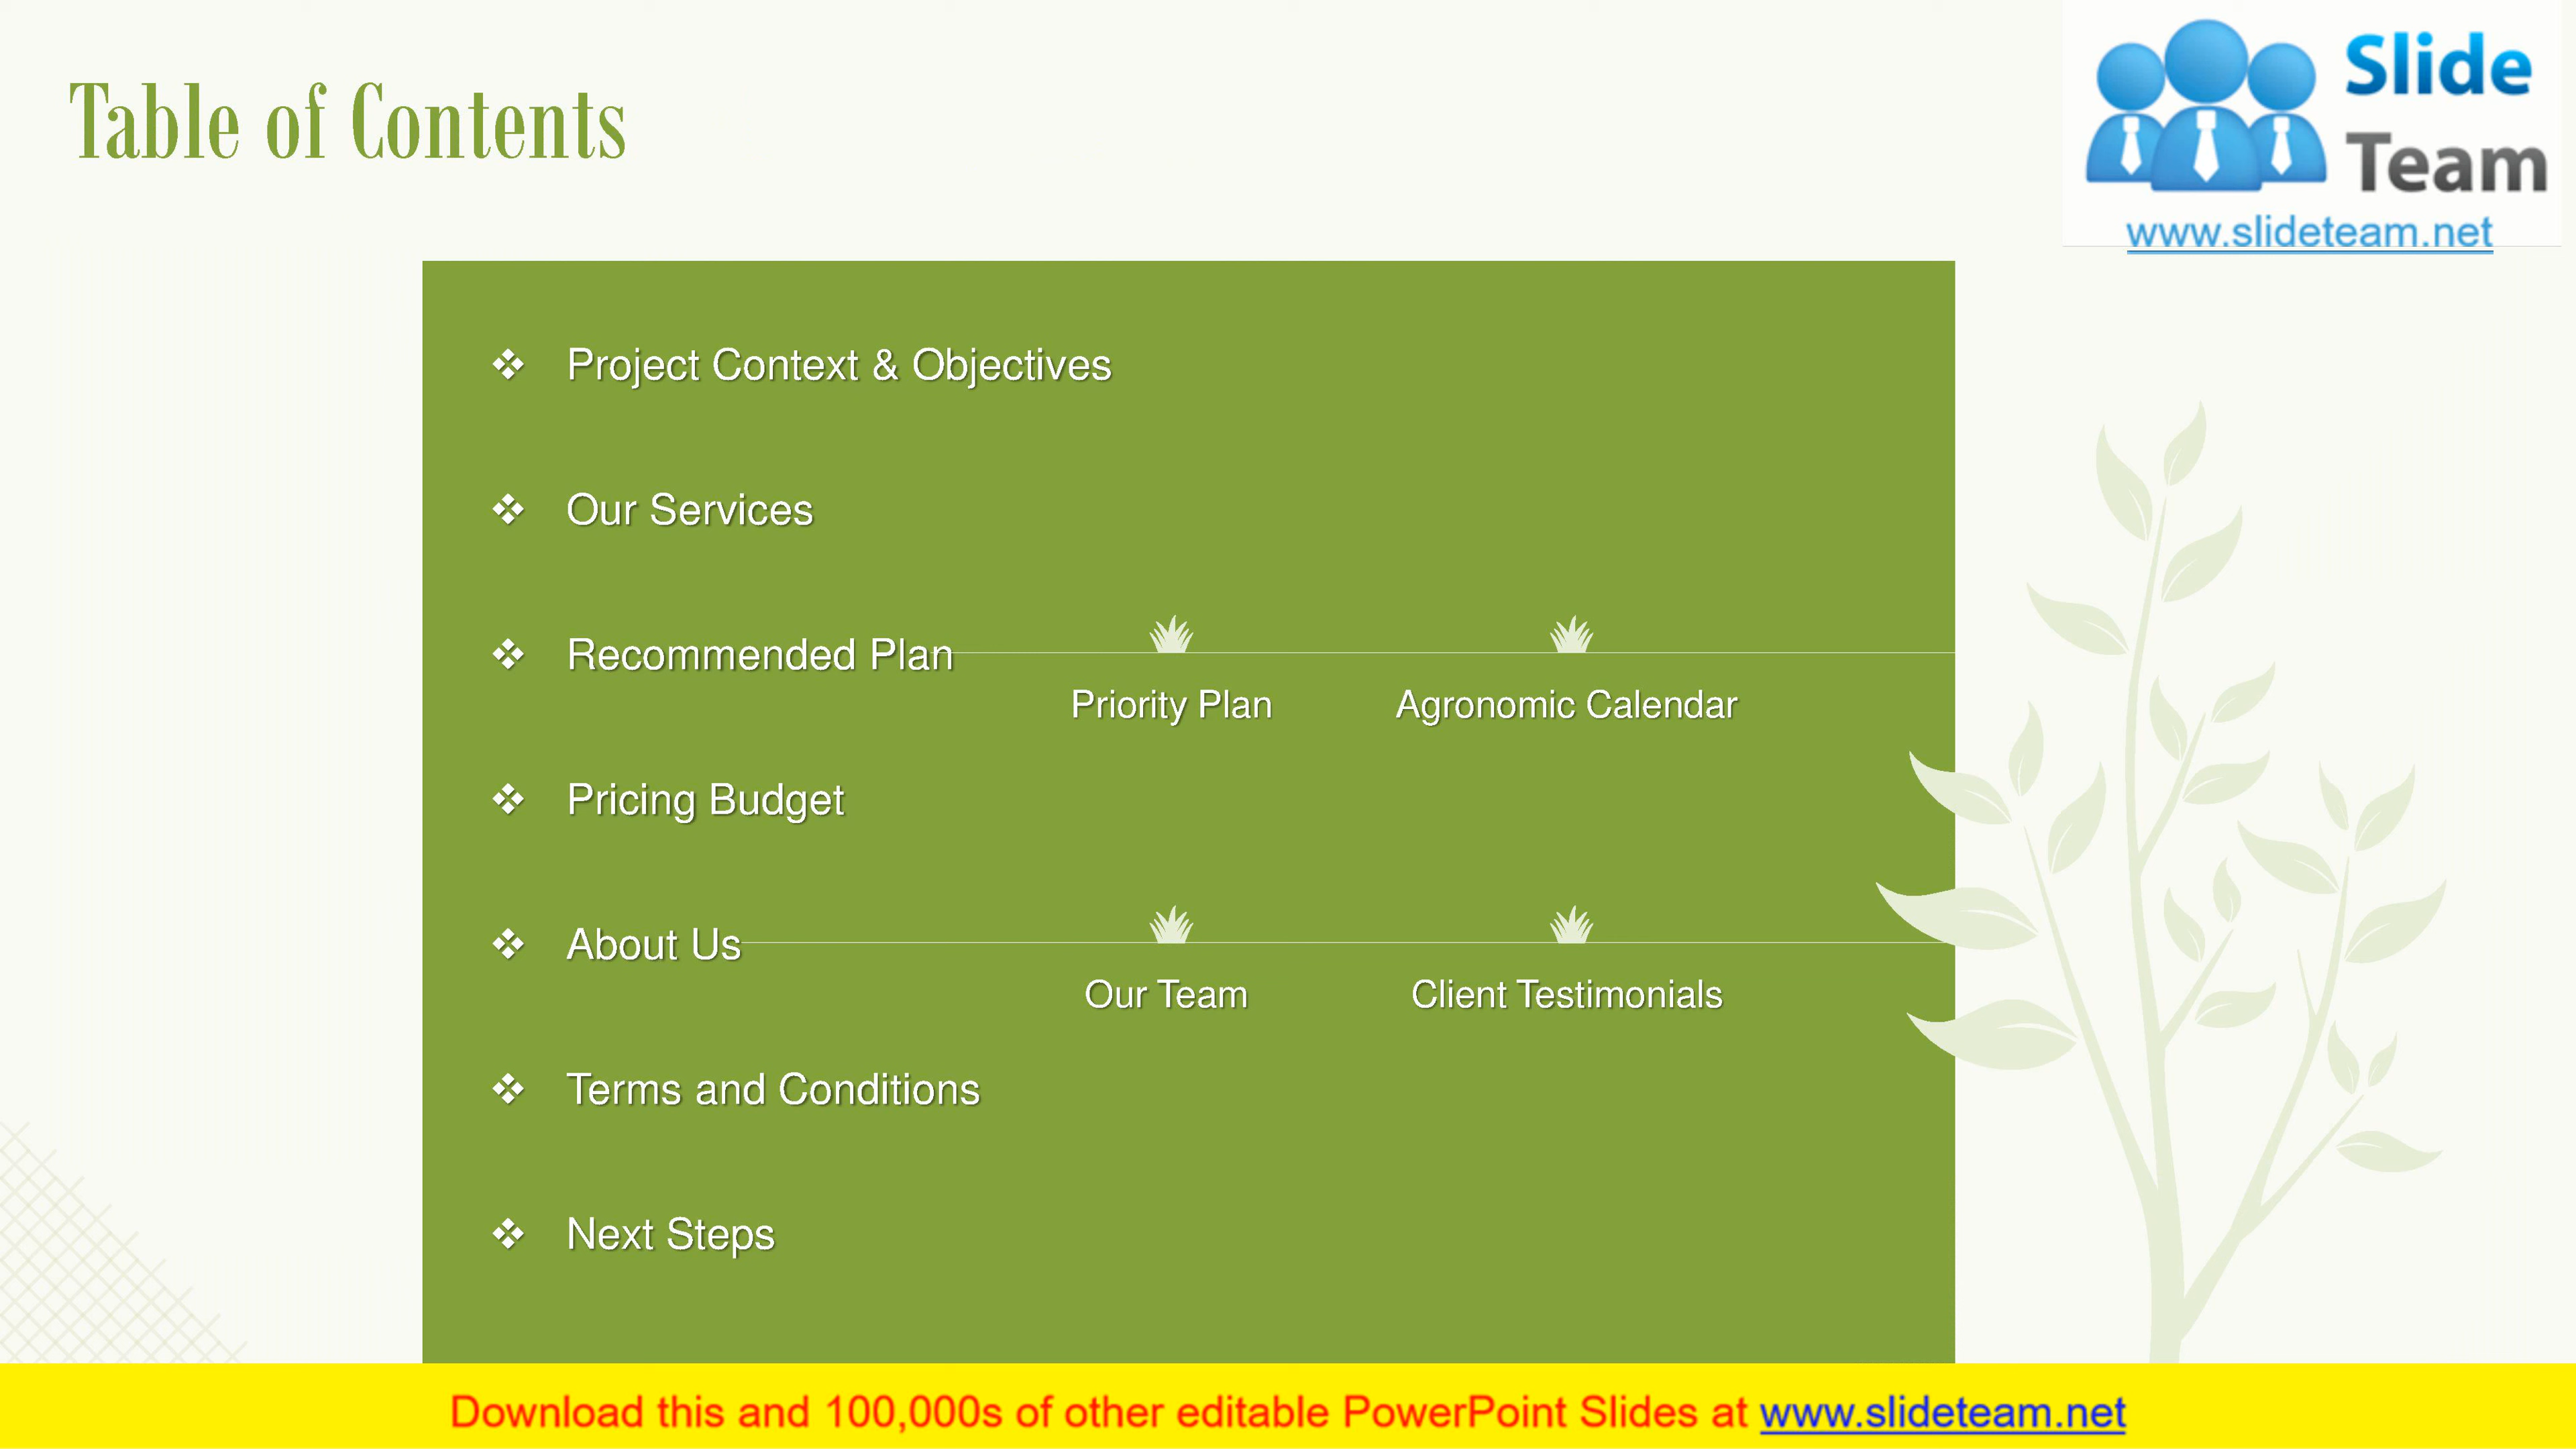 Table of Contents
Slide
Team
www.slideteam.net
Project Context & Objectives
Our Services
Recommended Plan
Priority Plan
Agronomic Calendar
Pricing Budget
About Us
Our Team
Client Testimonials
Terms and Conditions
Next Steps
Download this and 100,000s of other editable PowerPoint Slides at www.slideteam.net